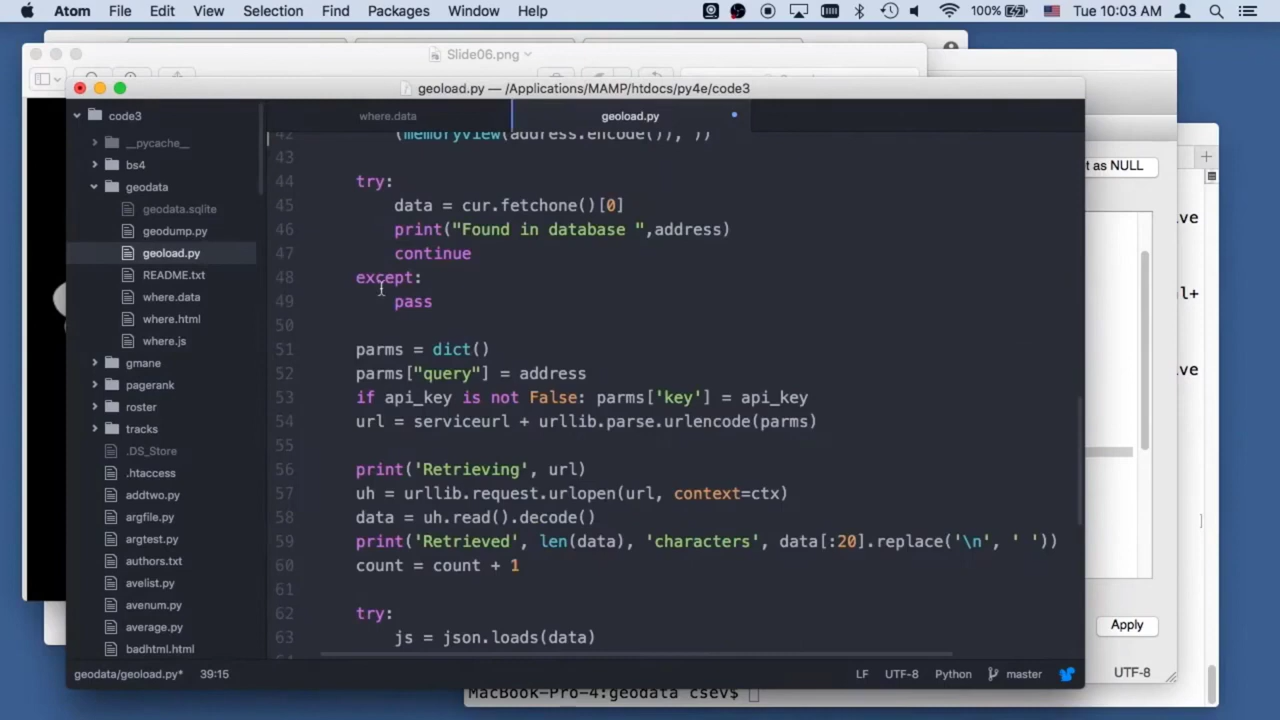 Atom File Edit View Selection Find Packages Window Help 100% Tue 10:03 AM
Slide06.png
geoload.py — /Applications/MAMP/htdocs/py4e/code3
code3
__pycache__
bs4
geodata
geodata.sqlite
geodump.py
geoload.py
README.txt
where.data
where.html
where.js
gmane
pagerank
roster
tracks
.DS_Store
.htaccess
addtwo.py
argfile.py
argtest.py
authors.txt
avelist.py
avenum.py
average.py
badhtml.html
where.data geoload.py
42 (memoryview(address.encode()), ))
43
44 try:
45 data = cur.fetchone()[0]
46 print("Found in database ",address)
47 continue
48 except:
49 pass
50
51 parms = dict()
52 parms["query"] = address
53 if api_key is not False: parms['key'] = api_key
54 url = serviceurl + urllib.parse.urlencode(parms)
55
56 print('Retrieving', url)
57 uh = urllib.request.urlopen(url, context=ctx)
58 data = uh.read().decode()
59 print('Retrieved', len(data), 'characters', data[:20].replace('\n', ' '))
60 count = count + 1
61
62 try:
63 js = json.loads(data)
geodata/geoload.py* 39:15 LF UTF-8 Python master
t as NULL
ve
l+
ve
Apply
UTF-8
MacBook-Pro-4:geodata csev$